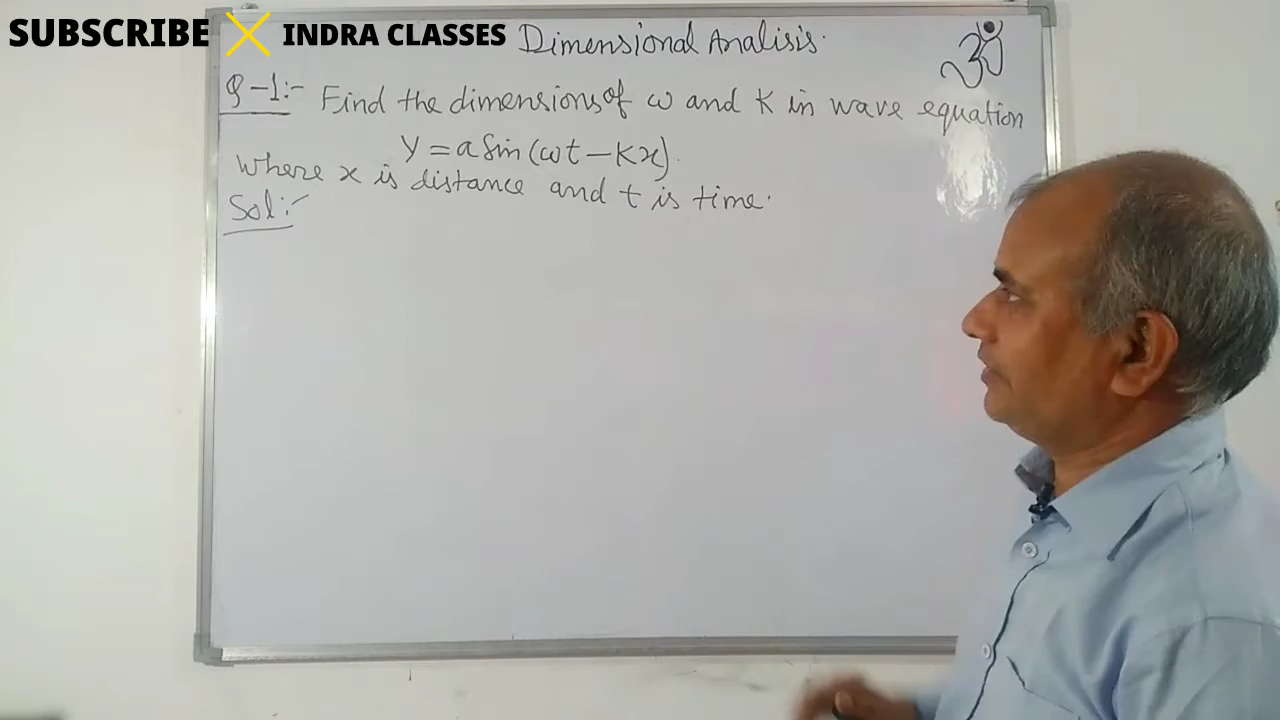 SUBSCRIBE INDRA CLASSES
Dimensional Analisis.
ॐ
Q-1:- Find the dimensions of ω and K in wave equation
Y = a Sin(ωt - Kx).
where x is distance and t is time.
Sol:-